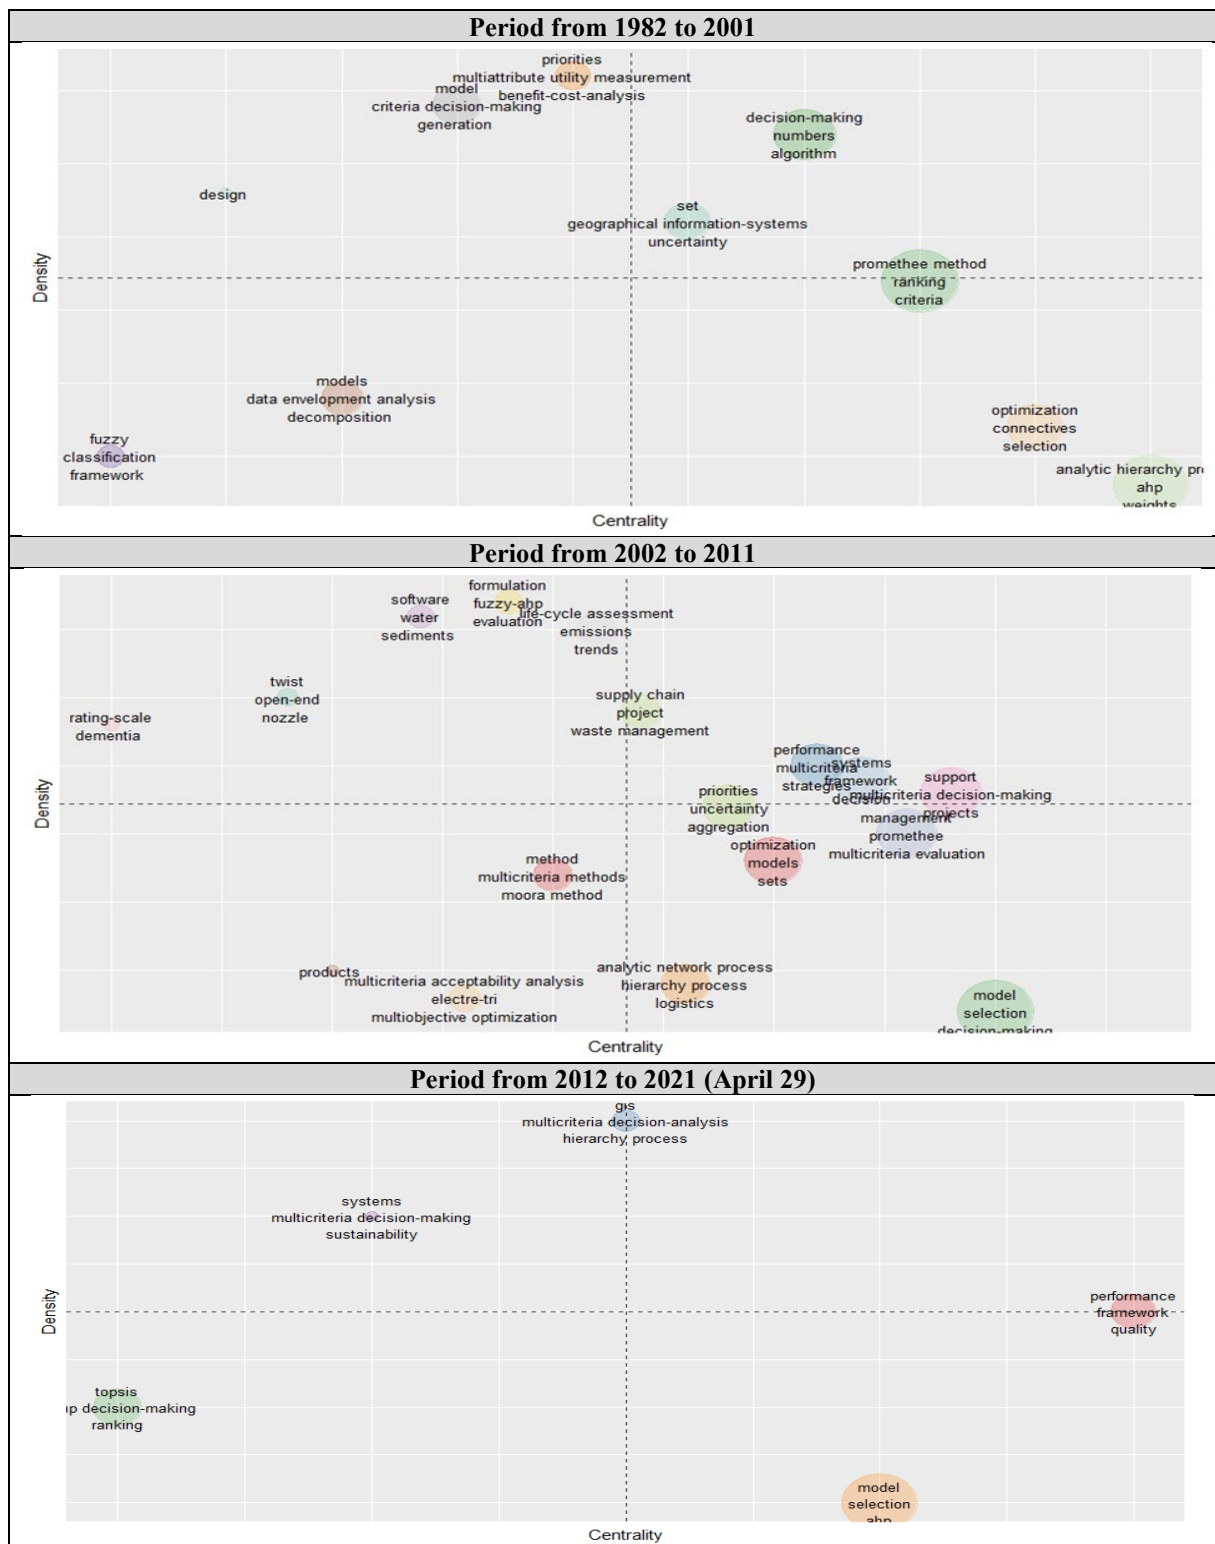 Period from 1982 to 2001
priorities
multiattribute utility measurement
benefit-cost-analysis
model
criteria decision-making
generation
decision-making
numbers
algorithm
design
set
geographical information-systems
uncertainty
promethee method
ranking
criteria
models
data envelopment analysis
decomposition
fuzzy
classification
framework
optimization
connectives
selection
analytic hierarchy pr
ahp
weights
Density
Centrality
Period from 2002 to 2011
software
water
sediments
formulation
fuzzy-ahp
evaluation
life-cycle assessment
emissions
trends
twist
open-end
nozzle
rating-scale
dementia
supply chain
project
waste management
performance
multicriteria
strategies
systems
framework
decision
support
multicriteria decision-making
projects
priorities
uncertainty
aggregation
management
promethee
multicriteria evaluation
optimization
models
sets
method
multicriteria methods
moora method
products
multicriteria acceptability analysis
electre-tri
multiobjective optimization
analytic network process
hierarchy process
logistics
model
selection
decision-making
Density
Centrality
Period from 2012 to 2021 (April 29)
gis
multicriteria decision-analysis
hierarchy process
systems
multicriteria decision-making
sustainability
performance
framework
quality
topsis
up decision-making
ranking
model
selection
ahp
Density
Centrality